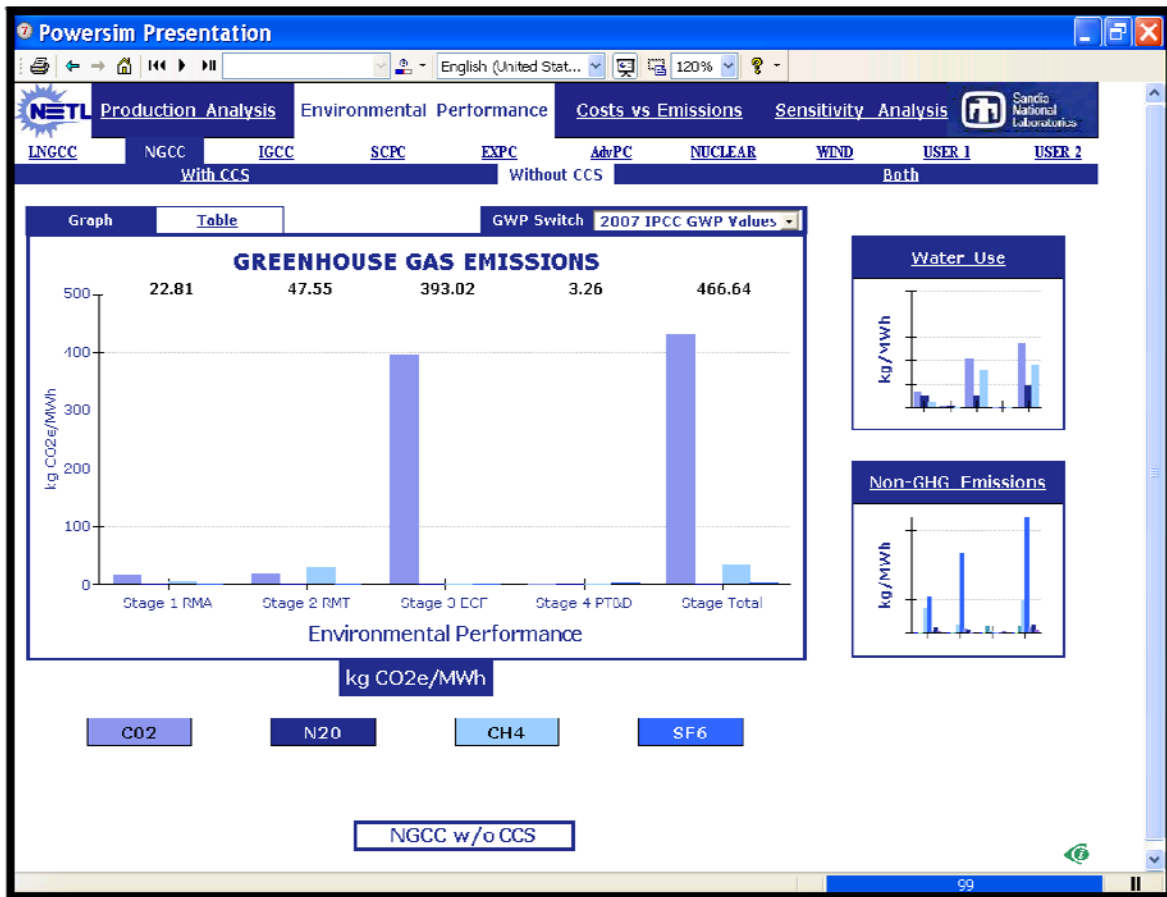 Powersim Presentation
English (United Stat... 120%
NETL Production Analysis Environmental Performance Costs vs Emissions Sensitivity Analysis Sandia National Laboratories
LNGCC NGCC IGCC SCPC EXPC AdvPC NUCLEAR WIND USER 1 USER 2
With CCS Without CCS Both
Graph Table GWP Switch 2007 IPCC GWP Values
GREENHOUSE GAS EMISSIONS
22.81 47.55 393.02 3.26 466.64
500
400
300
200
100
0
kg CO2e/MWh
Stage 1 RMA Stage 2 RMT Stage 3 ECF Stage 4 PT&D Stage Total
Environmental Performance
kg CO2e/MWh
C02 N20 CH4 SF6
NGCC w/o CCS
Water Use
kg/MWh
Non-GHG Emissions
kg/MWh
99